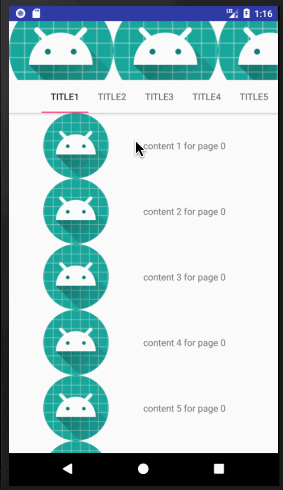 1:16
TITLE1 TITLE2 TITLE3 TITLE4 TITLE5
content 1 for page 0
content 2 for page 0
content 3 for page 0
content 4 for page 0
content 5 for page 0